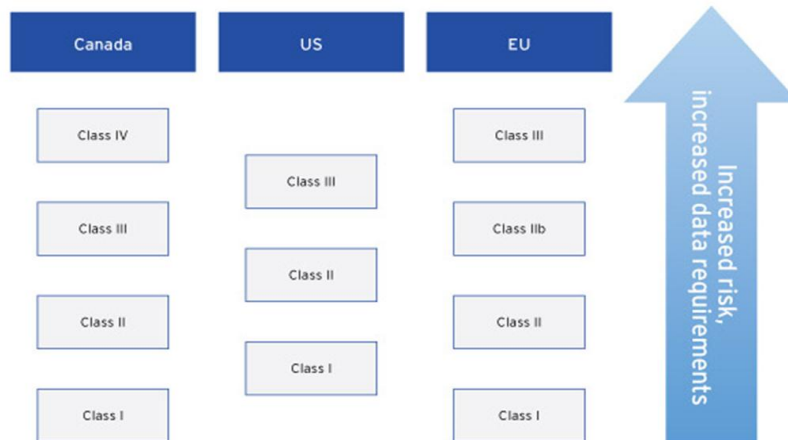 Canada
US
EU
Class IV
Class III
Class III
Class III
Class IIb
Class II
Class II
Class II
Class I
Class I
Class I
Increased risk,
increased data requirements